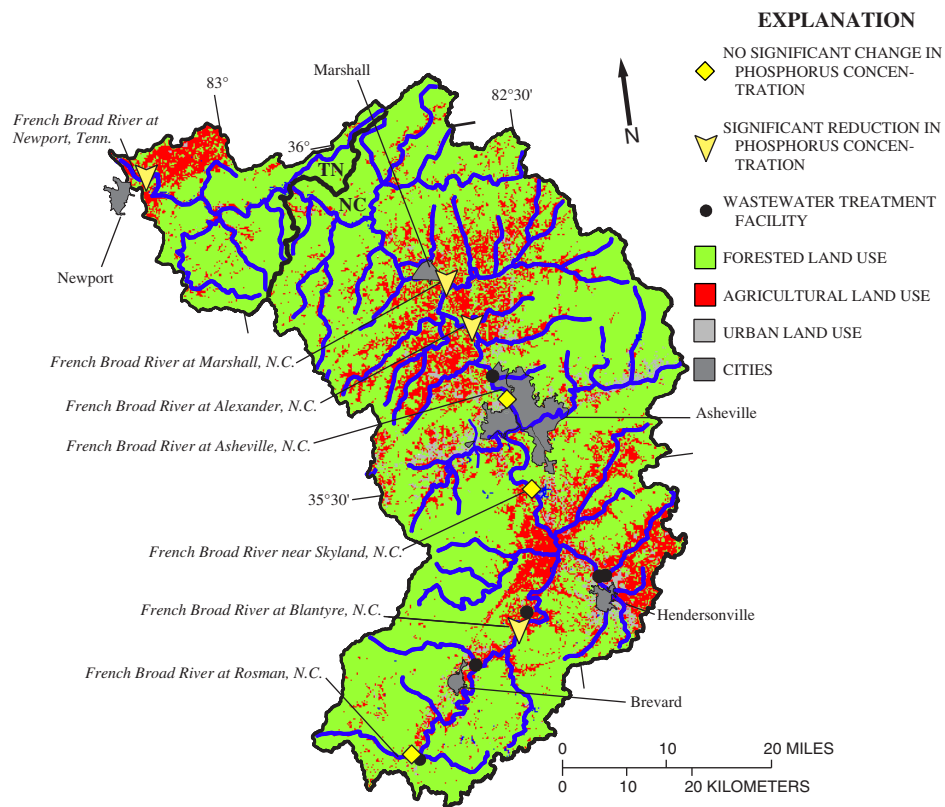 EXPLANATION
NO SIGNIFICANT CHANGE IN
PHOSPHORUS CONCEN-
TRATION
SIGNIFICANT REDUCTION IN
PHOSPHORUS CONCEN-
TRATION
WASTEWATER TREATMENT
FACILITY
FORESTED LAND USE
AGRICULTURAL LAND USE
URBAN LAND USE
CITIES
Marshall
83°
82°30'
French Broad River at
Newport, Tenn.
36°
N
TN
NC
Newport
French Broad River at Marshall, N.C.
French Broad River at Alexander, N.C.
Asheville
French Broad River at Asheville, N.C.
35°30'
French Broad River near Skyland, N.C.
French Broad River at Blantyre, N.C.
Hendersonville
French Broad River at Rosman, N.C.
Brevard
0 10 20 MILES
0 10 20 KILOMETERS